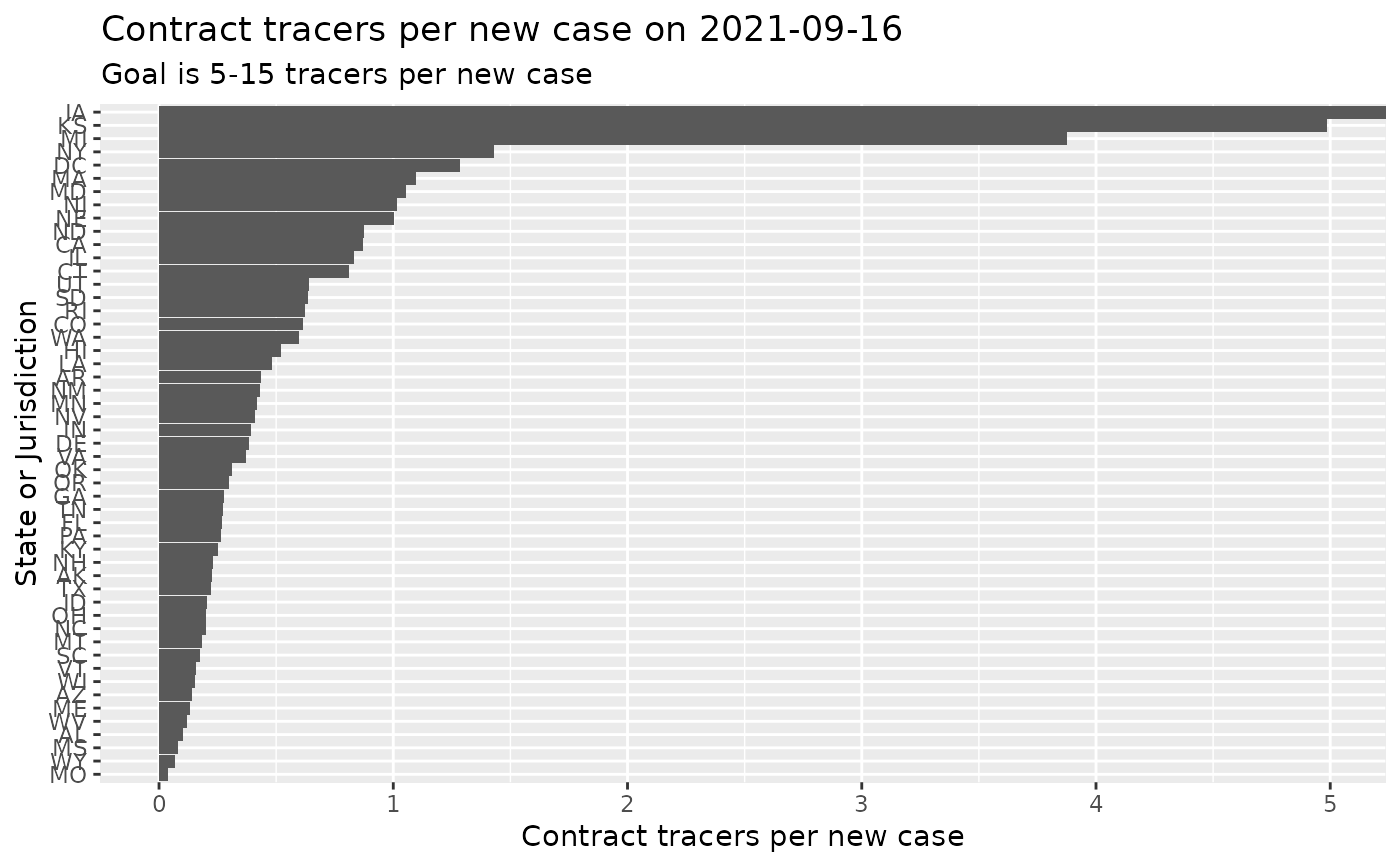 Contract tracers per new case on 2021-09-16
Goal is 5-15 tracers per new case
State or Jurisdiction
IA
KS
MI
NY
DC
MA
MD
NJ
NE
ND
CA
IL
CT
UT
SD
RI
CO
WA
HI
LA
AR
NM
MN
NV
IN
DE
VA
OK
OR
GA
TN
FL
PA
KY
NH
AK
TX
ID
OH
NC
MT
SC
VT
WI
AZ
ME
WV
AL
MS
WY
MO
0 1 2 3 4 5
Contract tracers per new case